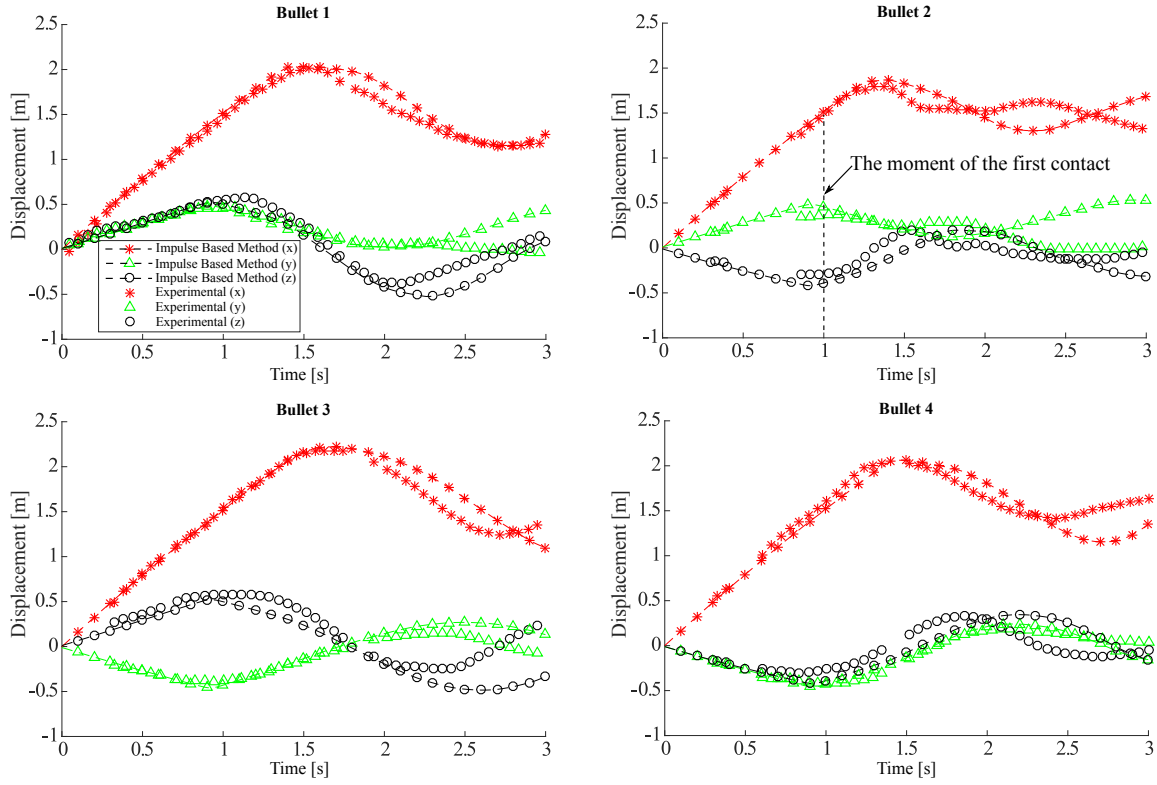 Bullet 1
2.5
2
1.5
1
0.5
0
-0.5
-1
Displacement [m]
Impulse Based Method (x)
Impulse Based Method (y)
Impulse Based Method (z)
Experimental (x)
Experimental (y)
Experimental (z)
0 0.5 1 1.5 2 2.5 3
Time [s]
Bullet 2
2.5
2
1.5
1
0.5
0
-0.5
-1
Displacement [m]
The moment of the first contact
0 0.5 1 1.5 2 2.5 3
Time [s]
Bullet 3
2.5
2
1.5
1
0.5
0
-0.5
-1
Displacement [m]
0 0.5 1 1.5 2 2.5 3
Time [s]
Bullet 4
2.5
2
1.5
1
0.5
0
-0.5
-1
Displacement [m]
0 0.5 1 1.5 2 2.5 3
Time [s]